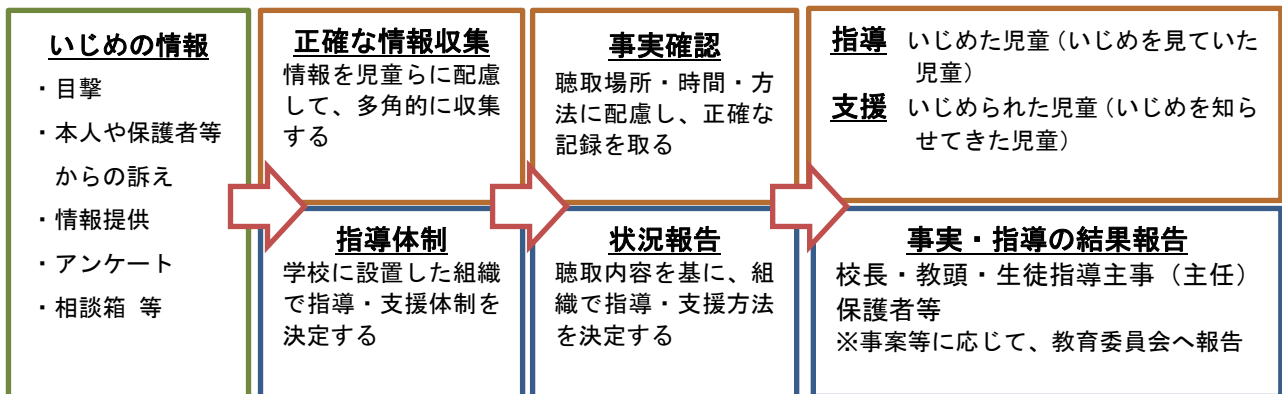 いじめの情報
・目撃
・本人や保護者等
からの訴え
・情報提供
・アンケート
・相談箱 等
正確な情報収集
情報を児童らに配慮
して、多角的に収集
する
指導体制
学校に設置した組織
で指導・支援体制を
決定する
事実確認
聴取場所・時間・方
法に配慮し、正確な
記録を取る
状況報告
聴取内容を基に、組
織で指導・支援方法
を決定する
指導 いじめた児童（いじめを見ていた
児童）
支援 いじめられた児童（いじめを知ら
せてきた児童）
事実・指導の結果報告
校長・教頭・生徒指導主事（主任）
保護者等
※事案等に応じて、教育委員会へ報告